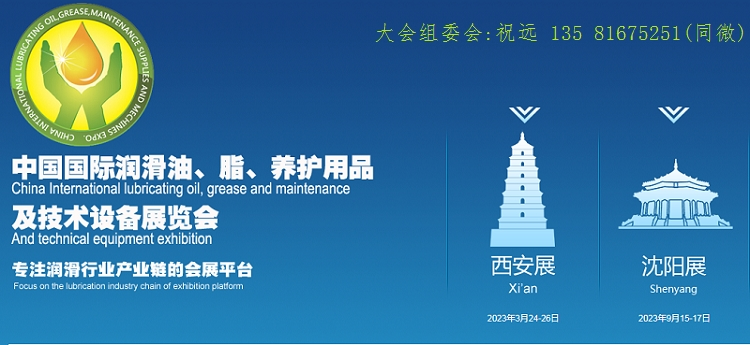 CHINA INTERNATIONAL LUBRICATING OIL,GREASE,MAINTENANCE SUPPLIES AND MECHINES EXPO.
大会组委会:祝远 135 81675251(同微)
中国国际润滑油、脂、养护用品
China International lubricating oil, grease and maintenance
及技术设备展览会
And technical equipment exhibition
专注润滑行业产业链的会展平台
Focus on the lubrication industry chain of exhibition platform
西安展
Xi'an
2023年3月24-26日
沈阳展
Shenyang
2023年9月15-17日